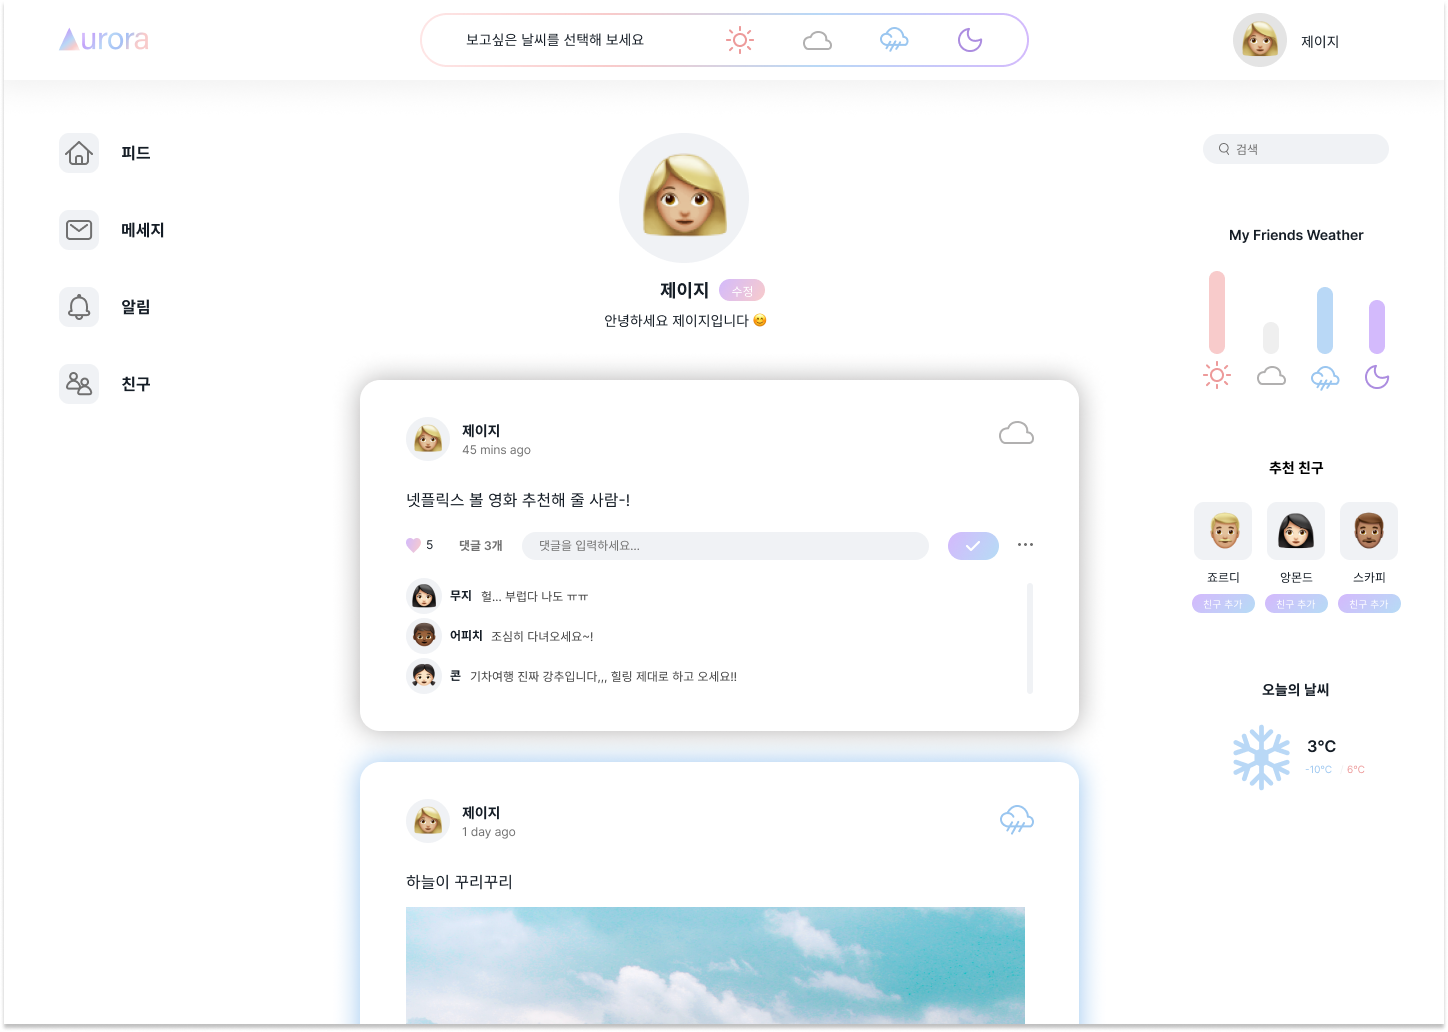 Aurora
보고싶은 날씨를 선택해 보세요
제이지
피드
메세지
알림
친구
제이지
수정
안녕하세요 제이지입니다 😊
제이지
45 mins ago
넷플릭스 볼 영화 추천해 줄 사람-!
5
댓글 3개
댓글을 입력하세요...
무지 헐... 부럽다 나도 ㅠㅠ
어피치 조심히 다녀오세요~!
콘 기차여행 진짜 강추입니다,,, 힐링 제대로 하고 오세요!!
제이지
1 day ago
하늘이 꾸리꾸리
검색
My Friends Weather
추천 친구
죠르디 앙몬드 스카피
친구 추가 친구 추가 친구 추가
오늘의 날씨
3°C
-10°C / 6°C